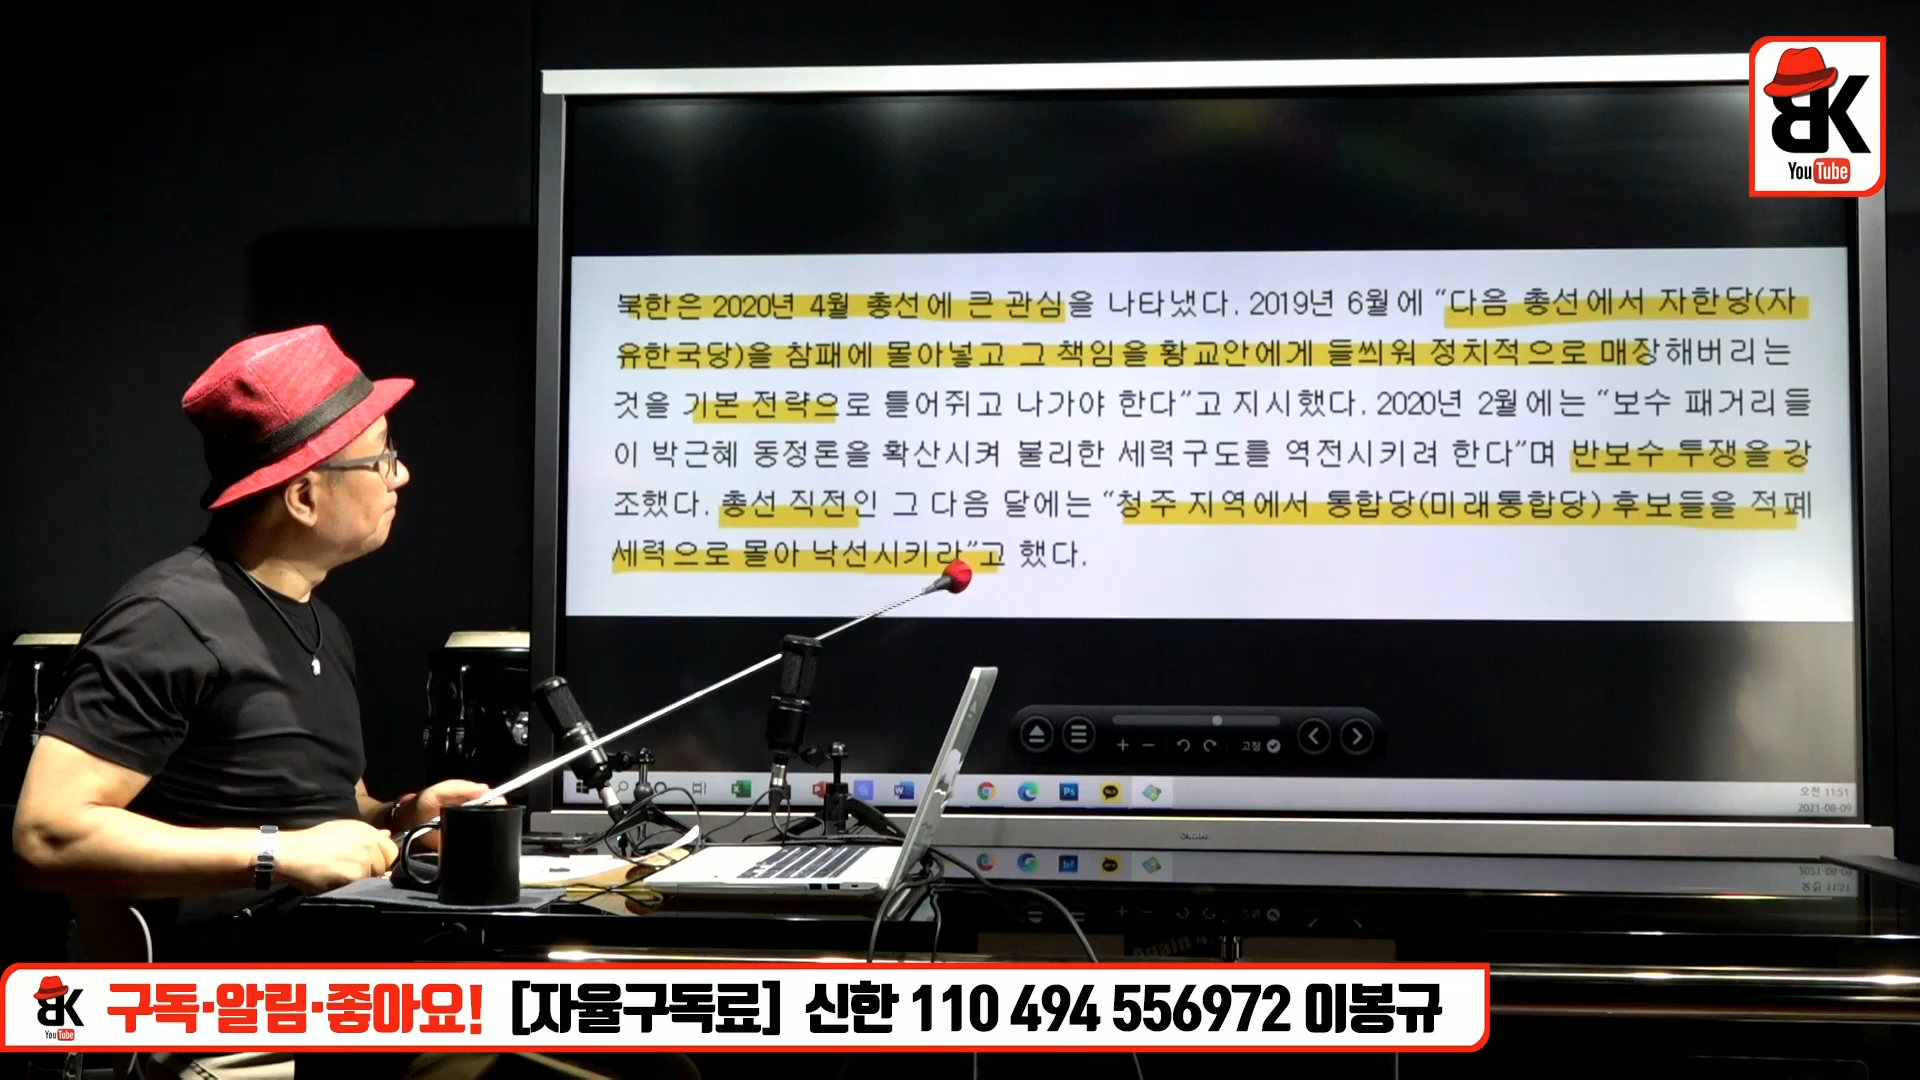 BK
YouTube
북한은 2020년 4월 총선에 큰 관심을 나타냈다. 2019년 6월에 “다음 총선에서 자한당(자
유한국당)을 참패에 몰아넣고 그 책임을 황교안에게 들씌워 정치적으로 매장해버리는
것을 기본 전략으로 틀어쥐고 나가야 한다”고 지시했다. 2020년 2월에는 “보수 패거리들
이 박근혜 동정론을 확산시켜 불리한 세력구도를 역전시키려 한다”며 반보수 투쟁을 강
조했다. 총선 직전인 그 다음 달에는 “청주 지역에서 통합당(미래통합당) 후보들을 적폐
세력으로 몰아 낙선시키라”고 했다.
고정
오전 11:51
2021-08-09
BK
YouTube
구독·알림·좋아요! [자율구독료] 신한 110 494 556972 이봉규